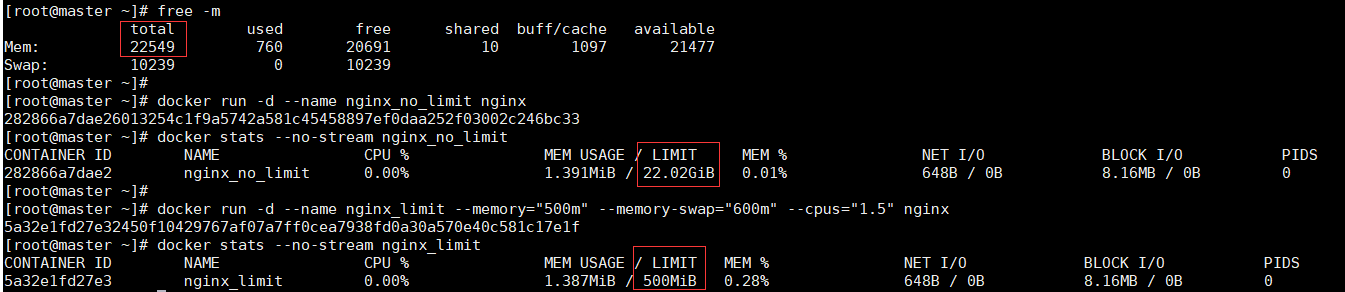 [root@master ~]# free -m
total used free shared buff/cache available
Mem: 22549 760 20691 10 1097 21477
Swap: 10239 0 10239
[root@master ~]#
[root@master ~]# docker run -d --name nginx_no_limit nginx
282866a7dae26013254c1f9a5742a581c45458897ef0daa252f03002c246bc33
[root@master ~]# docker stats --no-stream nginx_no_limit
CONTAINER ID NAME CPU % MEM USAGE / LIMIT MEM % NET I/O BLOCK I/O PIDS
282866a7dae2 nginx_no_limit 0.00% 1.391MiB / 22.02GiB 0.01% 648B / 0B 8.16MB / 0B 0
[root@master ~]#
[root@master ~]# docker run -d --name nginx_limit --memory="500m" --memory-swap="600m" --cpus="1.5" nginx
5a32e1fd27e32450f10429767af07a7ff0cea7938fd0a30a570e40c581c17e1f
[root@master ~]# docker stats --no-stream nginx_limit
CONTAINER ID NAME CPU % MEM USAGE / LIMIT MEM % NET I/O BLOCK I/O PIDS
5a32e1fd27e3 nginx_limit 0.00% 1.387MiB / 500MiB 0.28% 648B / 0B 8.16MB / 0B 0